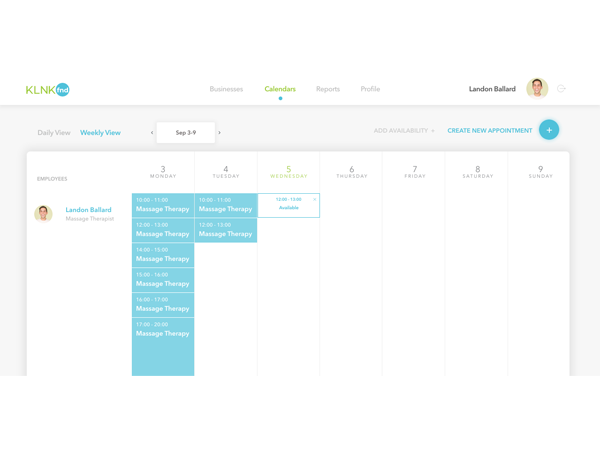 KLNK fnd
Businesses
Calendars
Reports
Profile
Landon Ballard
Daily View
Weekly View
Sep 3-9
ADD AVAILABILITY +
CREATE NEW APPOINTMENT
+
EMPLOYEES
3
MONDAY
4
TUESDAY
5
WEDNESDAY
6
THURSDAY
7
FRIDAY
8
SATURDAY
9
SUNDAY
Landon Ballard
Massage Therapist
10:00 - 11:00
Massage Therapy
12:00 - 13:00
Massage Therapy
14:00 - 15:00
Massage Therapy
15:00 - 16:00
Massage Therapy
16:00 - 17:00
Massage Therapy
17:00 - 20:00
Massage Therapy
10:00 - 11:00
Massage Therapy
12:00 - 13:00
Massage Therapy
12:00 - 13:00
Available